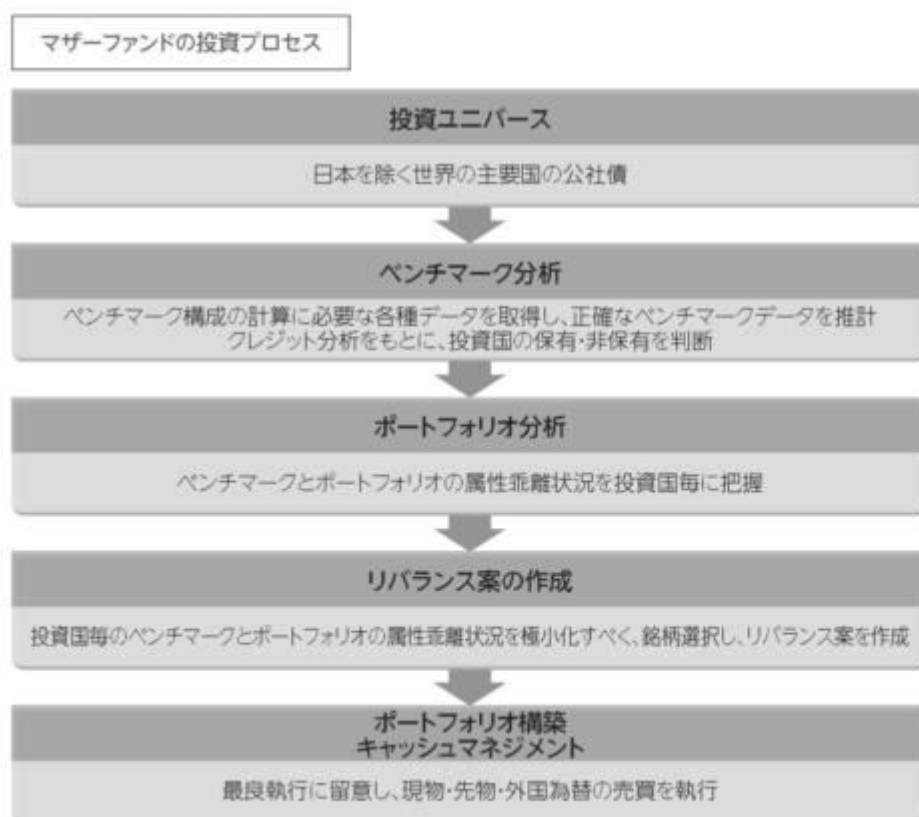 マザーファンドの投資プロセス
投資ユニバース
日本を除く世界の主要国の公社債
ベンチマーク分析
ベンチマーク構成の計算に必要な各種データを取得し、正確なベンチマークデータを推計
クレジット分析をもとに、投資国の保有・非保有を判断
ポートフォリオ分析
ベンチマークとポートフォリオの属性乖離状況を投資国毎に把握
リバランス案の作成
投資国毎のベンチマークとポートフォリオの属性乖離状況を極小化すべく、銘柄選択し、リバランス案を作成
ポートフォリオ構築
キャッシュマネジメント
最良執行に留意し、現物・先物・外国為替の売買を執行